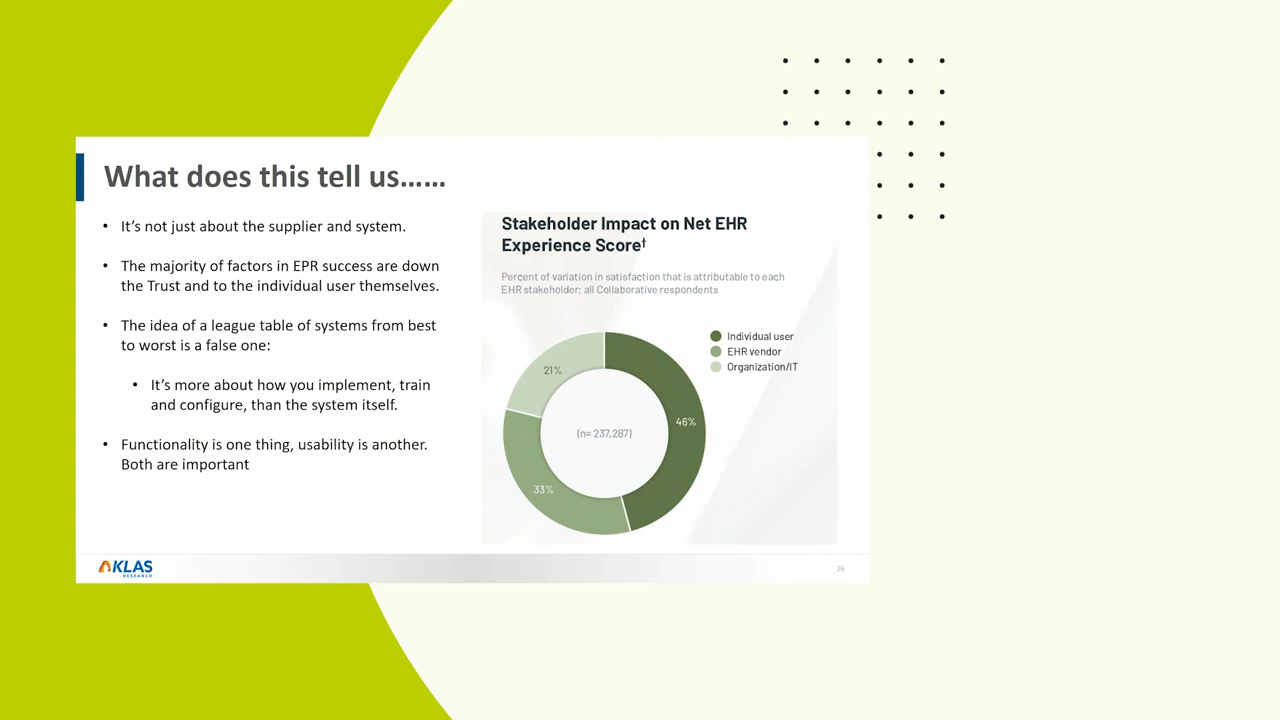 What does this tell us......
• It's not just about the supplier and system.
• The majority of factors in EPR success are down
the Trust and to the individual user themselves.
• The idea of a league table of systems from best
to worst is a false one:
• It's more about how you implement, train
and configure, than the system itself.
• Functionality is one thing, usability is another.
Both are important
Stakeholder Impact on Net EHR
Experience Score†
Percent of variation in satisfaction that is attributable to each
EHR stakeholder; all Collaborative respondents
Individual user
EHR vendor
Organization/IT
21%
46%
(n= 237,287)
33%
KLAS
RESEARCH
26